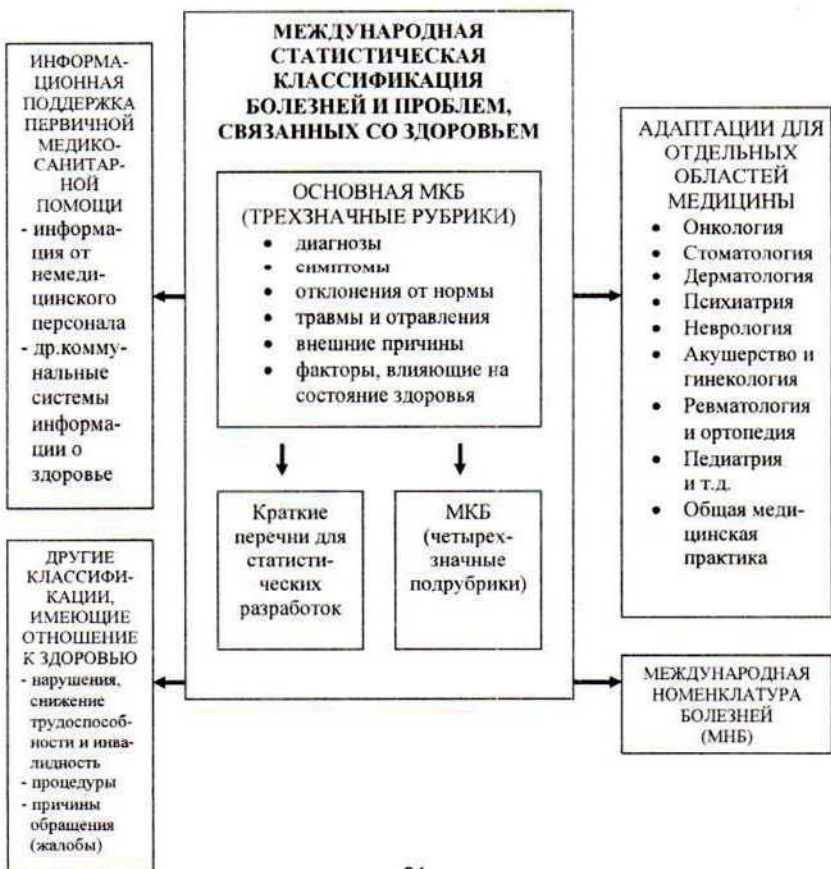 МЕЖДУНАРОДНАЯ
СТАТИСТИЧЕСКАЯ
КЛАССИФИКАЦИЯ
БОЛЕЗНЕЙ И ПРОБЛЕМ,
СВЯЗАННЫХ СО ЗДОРОВЬЕМ
ИНФОРМА-
ЦИОННАЯ
ПОДДЕРЖКА
ПЕРВИЧНОЙ
МЕДИКО-
САНИТАР-
НОЙ
ПОМОЩИ
- информа-
ция от
немеди-
цинского
персонала
- др.комму-
нальные
системы
информа-
ции о
здоровье
ОСНОВНАЯ МКБ
(ТРЕХЗНАЧНЫЕ РУБРИКИ)
• диагнозы
• симптомы
• отклонения от нормы
• травмы и отравления
• внешние причины
• факторы, влияющие на
состояние здоровья
Краткие
перечни для
статисти-
ческих
разработок
МКБ
(четырех-
значные
подрубрики)
АДАПТАЦИИ ДЛЯ
ОТДЕЛЬНЫХ
ОБЛАСТЕЙ
МЕДИЦИНЫ
• Онкология
• Стоматология
• Дерматология
• Психиатрия
• Неврология
• Акушерство и
гинекология
• Ревматология
и ортопедия
• Педиатрия
и т.д.
• Общая меди-
цинская
практика
ДРУГИЕ
КЛАССИФИ-
КАЦИИ,
ИМЕЮЩИЕ
ОТНОШЕНИЕ
К ЗДОРОВЬЮ
- нарушения,
снижение
трудоспособ-
ности и инва-
лидность
- процедуры
- причины
обращения
(жалобы)
МЕЖДУНАРОДНАЯ
НОМЕНКЛАТУРА
БОЛЕЗНЕЙ
(МНБ)